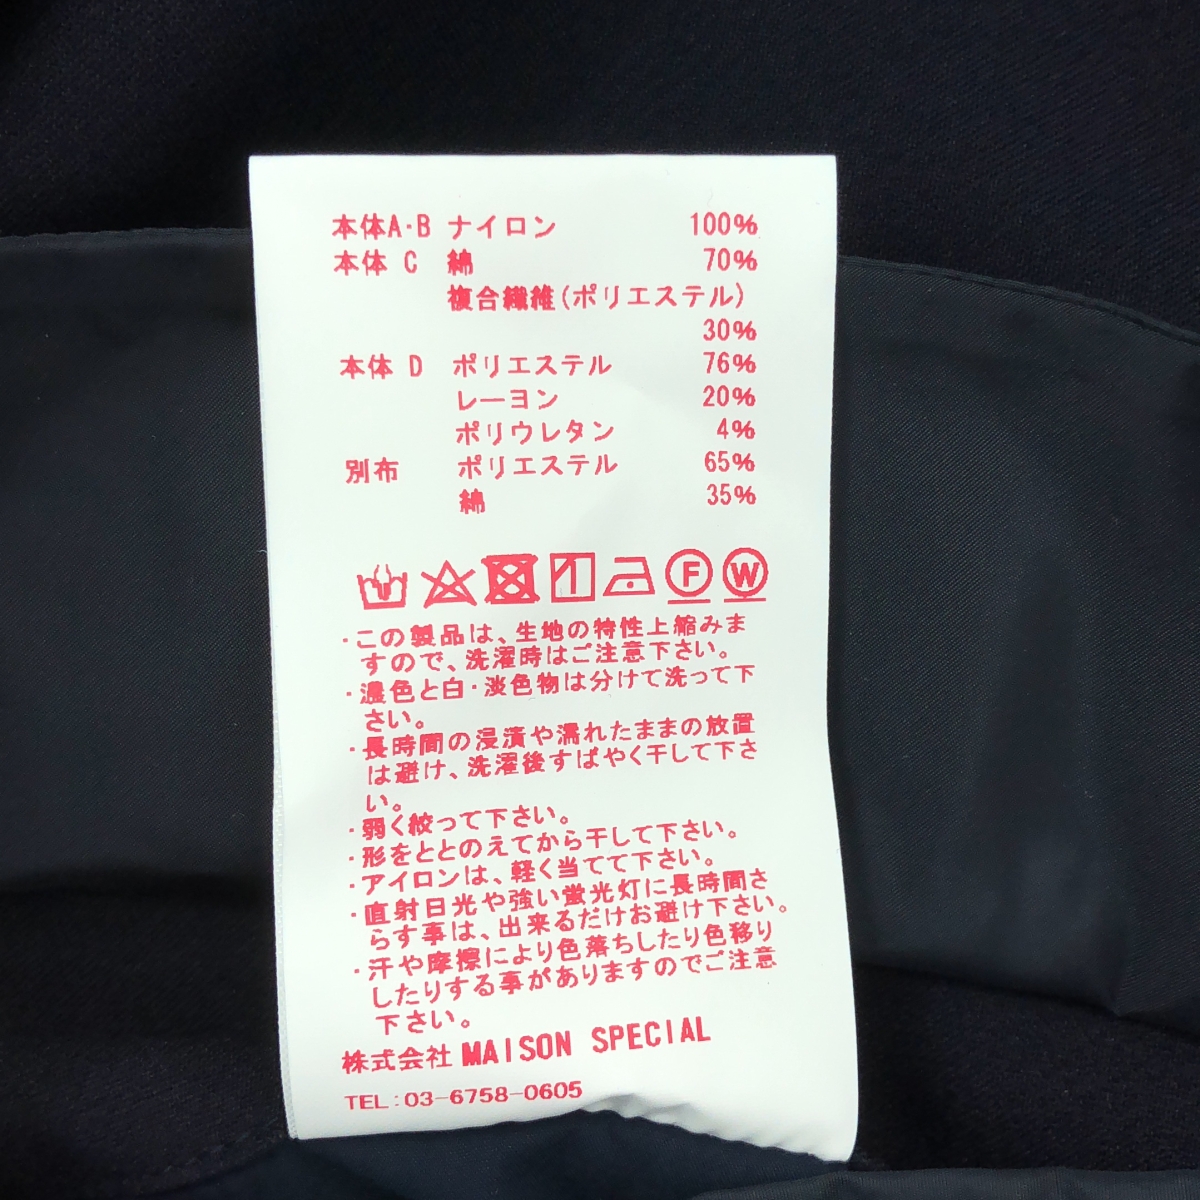 本体A・B ナイロン 100%
本体 C 綿 70%
複合繊維(ポリエステル)
30%
本体 D ポリエステル 76%
レーヨン 20%
ポリウレタン 4%
別布 ポリエステル 65%
綿 35%
F W
・この製品は、生地の特性上縮みま
すので、洗濯時はご注意下さい。
・濃色と白・淡色物は分けて洗って下
さい。
・長時間の浸漬や濡れたままの放置
は避け、洗濯後すばやく干して下さ
い。
・弱く絞って下さい。
・形をととのえてから干して下さい。
・アイロンは、軽く当てて下さい。
・直射日光や強い蛍光灯に長時間さ
らす事は、出来るだけお避け下さい。
・汗や摩擦により色落ちしたり色移り
したりする事がありますのでご注意
下さい。
株式会社 MAISON SPECIAL
TEL:03-6758-0605